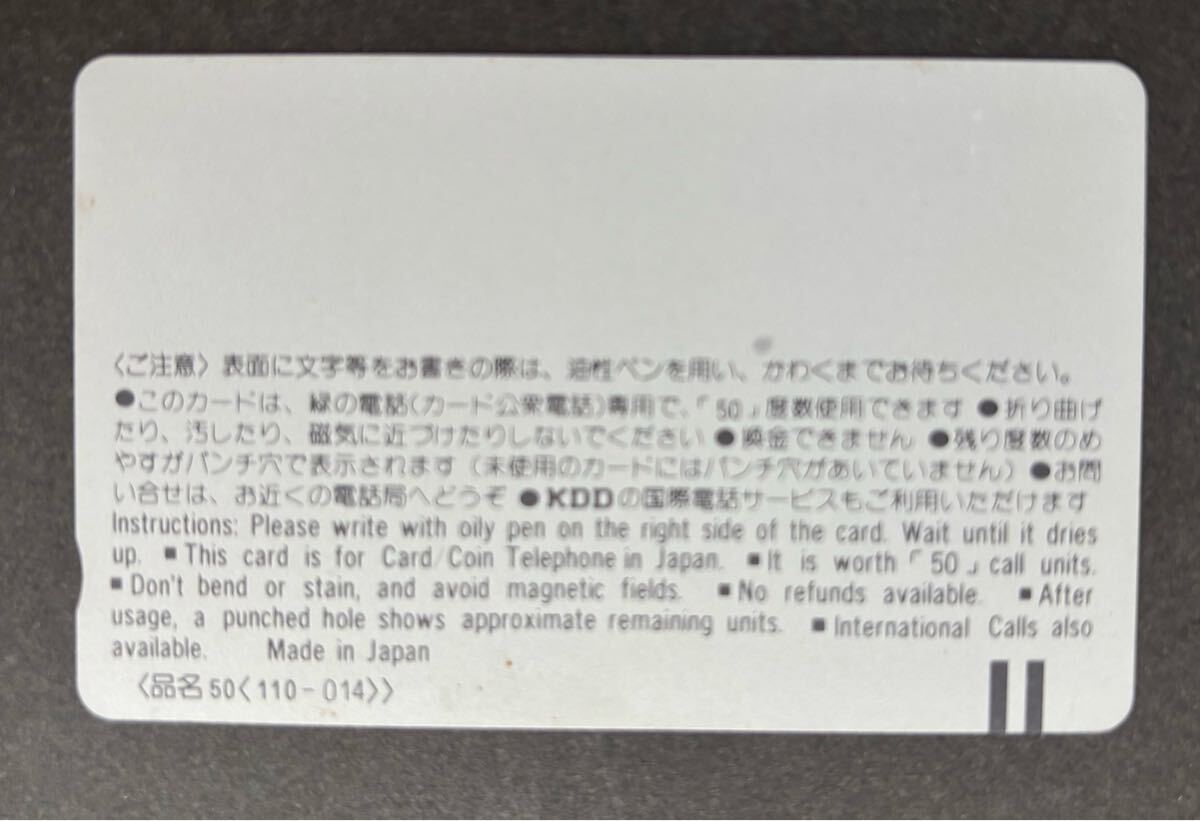 〈ご注意〉表面に文字等をお書きの際は、油性ペンを用い、かわくまでお待ちください。
●このカードは、緑の電話(カード公衆電話)専用で、「50」度数使用できます ●折り曲げ
たり、汚したり、磁気に近づけたりしないでください ●換金できません ●残り度数のめ
やすがパンチ穴で表示されます（未使用のカードにはパンチ穴があいていません）●お問
い合せは、お近くの電話局へどうぞ ●KDDの国際電話サービスもご利用いただけます
Instructions: Please write with oily pen on the right side of the card. Wait until it dries
up. ■This card is for Card/Coin Telephone in Japan. ■It is worth「50」call units.
■Don't bend or stain, and avoid magnetic fields. ■No refunds available. ■After
usage, a punched hole shows approximate remaining units. ■International Calls also
available. Made in Japan
〈品名50〈110-014〉〉